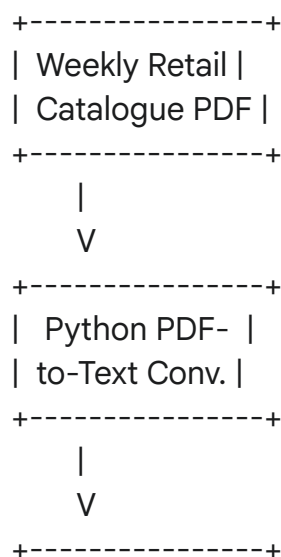 +----------------+
| Weekly Retail |
| Catalogue PDF |
+----------------+
|
V
+----------------+
| Python PDF- |
| to-Text Conv. |
+----------------+
|
V
+----------------+